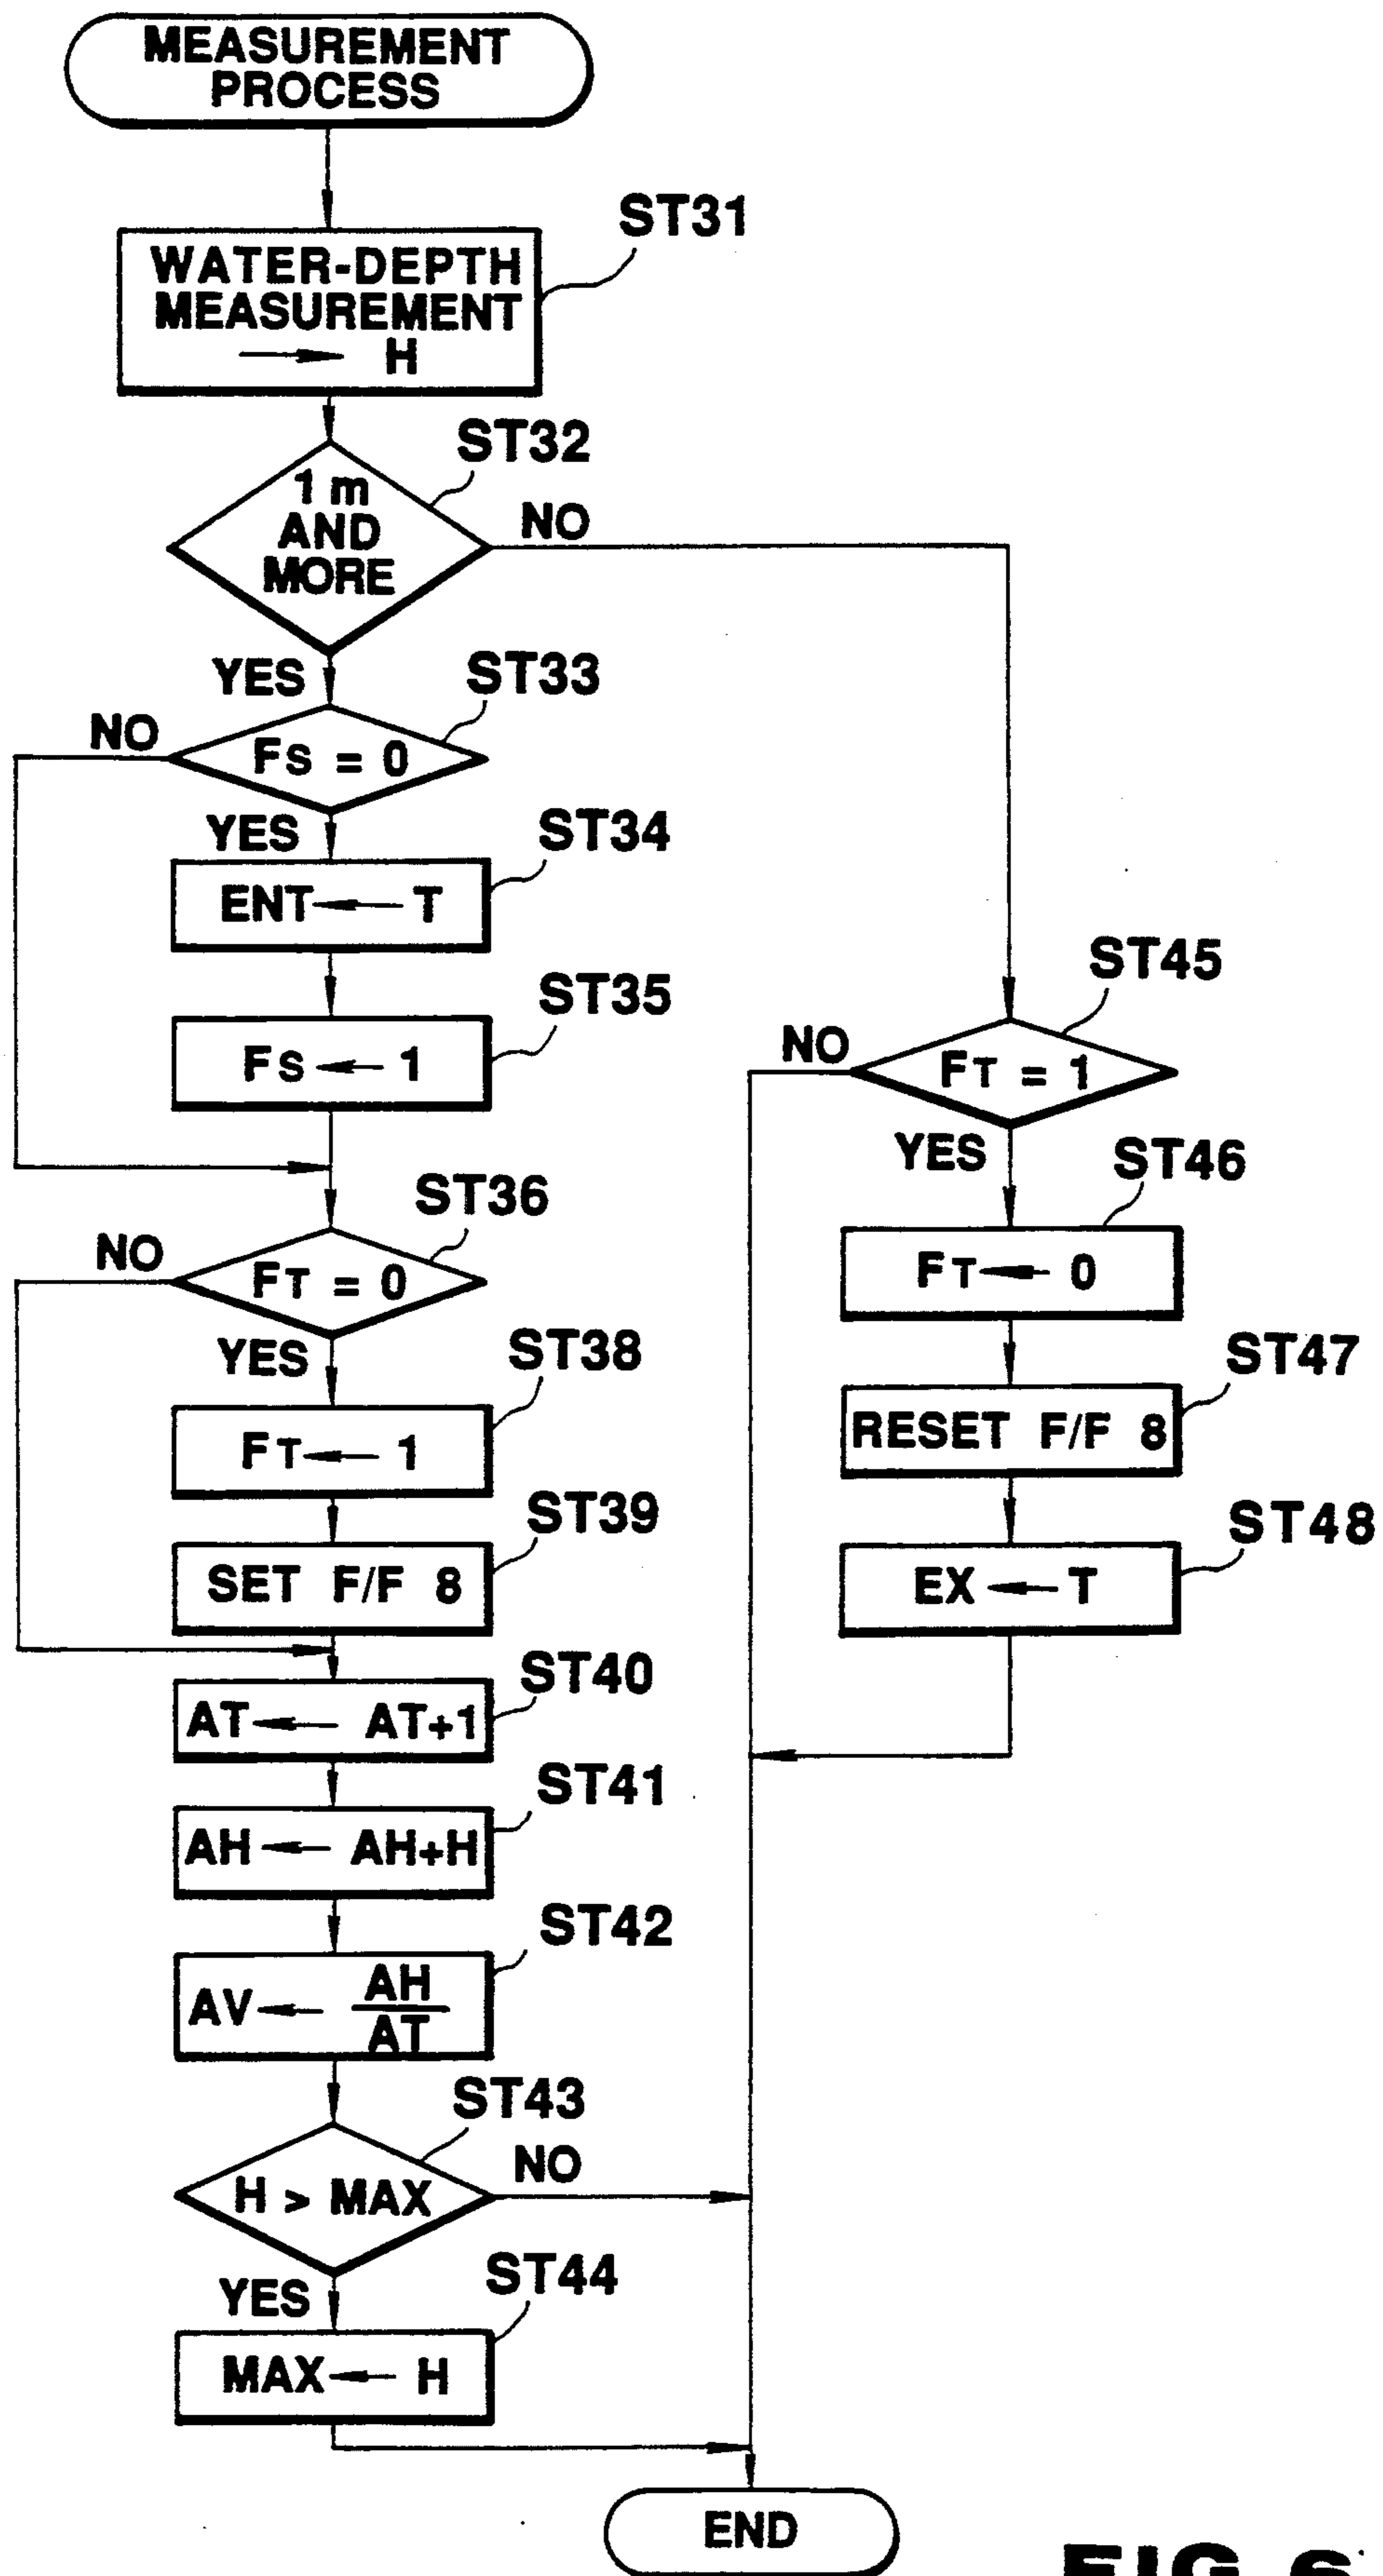 MEASUREMENT
PROCESS
ST31
WATER-DEPTH
MEASUREMENT
→ H
ST32
1 m
AND
MORE
NO
YES
ST33
NO
FS = 0
YES
ST34
ENT ← T
ST35
FS ← 1
ST36
NO
FT = 0
YES
ST38
FT ← 1
ST39
SET F/F 8
ST40
AT ← AT+1
ST41
AH ← AH+H
ST42
AV ← AH
AT
ST43
H > MAX
NO
YES
ST44
MAX ← H
ST45
NO
FT = 1
YES
ST46
FT ← 0
ST47
RESET F/F 8
ST48
EX ← T
END